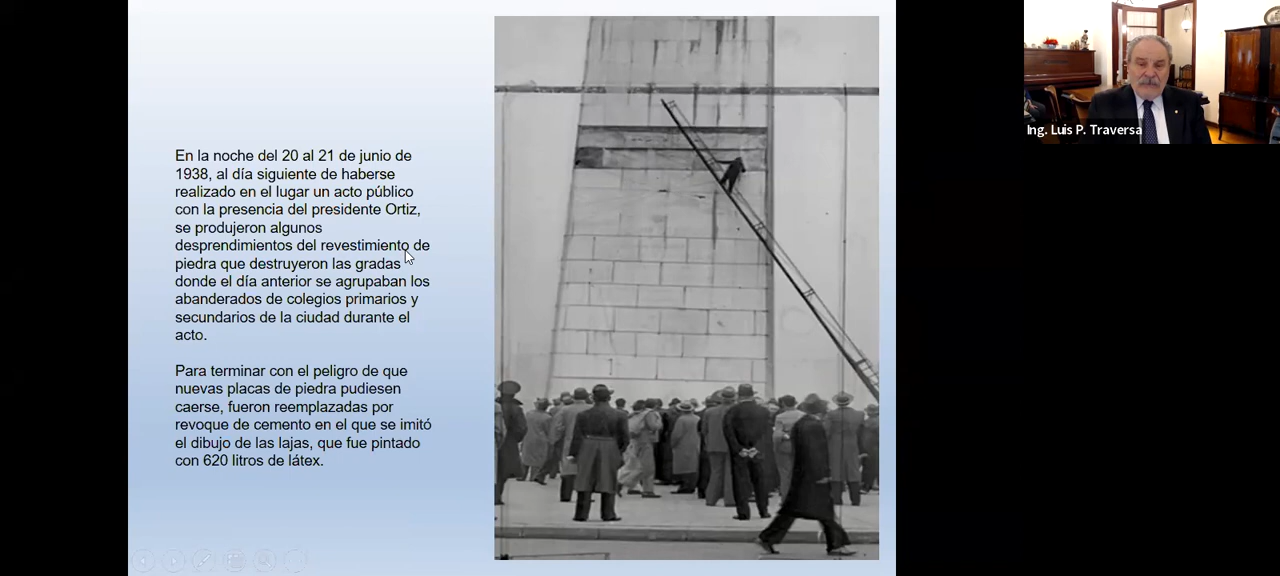 En la noche del 20 al 21 de junio de
1938, al día siguiente de haberse
realizado en el lugar un acto público
con la presencia del presidente Ortiz,
se produjeron algunos
desprendimientos del revestimiento de
piedra que destruyeron las gradas
donde el día anterior se agrupaban los
abanderados de colegios primarios y
secundarios de la ciudad durante el
acto.
Para terminar con el peligro de que
nuevas placas de piedra pudiesen
caerse, fueron reemplazadas por
revoque de cemento en el que se imitó
el dibujo de las lajas, que fue pintado
con 620 litros de látex.
Ing. Luis P. Traversa